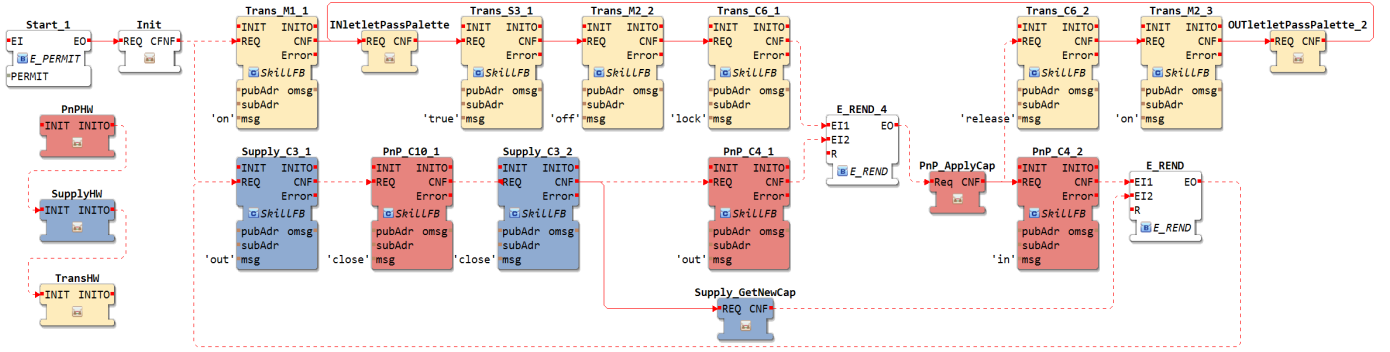 Start_1
EI EO
E_PERMIT
PERMIT
Init
REQ CFNF
Trans_M1_1
INIT INITO
REQ CNF
Error
SkillFB
pubAdr omsg
subAdr
'on' msg
INletletPassPalette
REQ CNF
Trans_S3_1
INIT INITO
REQ CNF
Error
SkillFB
pubAdr omsg
subAdr
'true' msg
Trans_M2_2
INIT INITO
REQ CNF
Error
SkillFB
pubAdr omsg
subAdr
'off' msg
Trans_C6_1
INIT INITO
REQ CNF
Error
SkillFB
pubAdr omsg
subAdr
'lock' msg
Trans_C6_2
INIT INITO
REQ CNF
Error
SkillFB
pubAdr omsg
subAdr
'release' msg
Trans_M2_3
INIT INITO
REQ CNF
Error
SkillFB
pubAdr omsg
subAdr
'on' msg
OUTletletPassPalette_2
REQ CNF
PnPHW
INIT INITO
SupplyHW
INIT INITO
TransHW
INIT INITO
Supply_C3_1
INIT INITO
REQ CNF
Error
SkillFB
pubAdr omsg
subAdr
'out' msg
PnP_C10_1
INIT INITO
REQ CNF
Error
SkillFB
pubAdr omsg
subAdr
'close' msg
Supply_C3_2
INIT INITO
REQ CNF
Error
SkillFB
pubAdr omsg
subAdr
'close' msg
PnP_C4_1
INIT INITO
REQ CNF
Error
SkillFB
pubAdr omsg
subAdr
'out' msg
E_REND_4
EI1 EO
EI2
R
E_REND
PnP_ApplyCap
Req CNF
PnP_C4_2
INIT INITO
REQ CNF
Error
SkillFB
pubAdr omsg
subAdr
'in' msg
E_REND
EI1 EO
EI2
R
E_REND
Supply_GetNewCap
REQ CNF